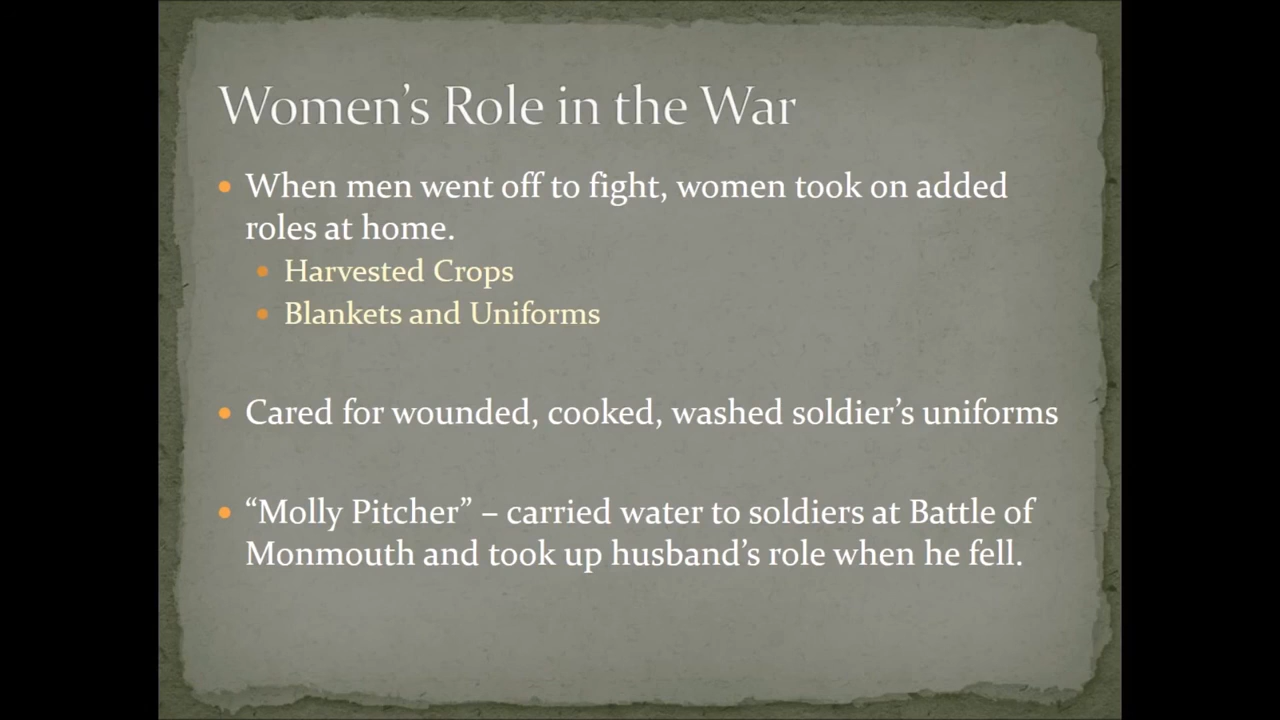 Women’s Role in the War
• When men went off to fight, women took on added
roles at home.
• Harvested Crops
• Blankets and Uniforms
• Cared for wounded, cooked, washed soldier’s uniforms
• “Molly Pitcher” – carried water to soldiers at Battle of
Monmouth and took up husband’s role when he fell.